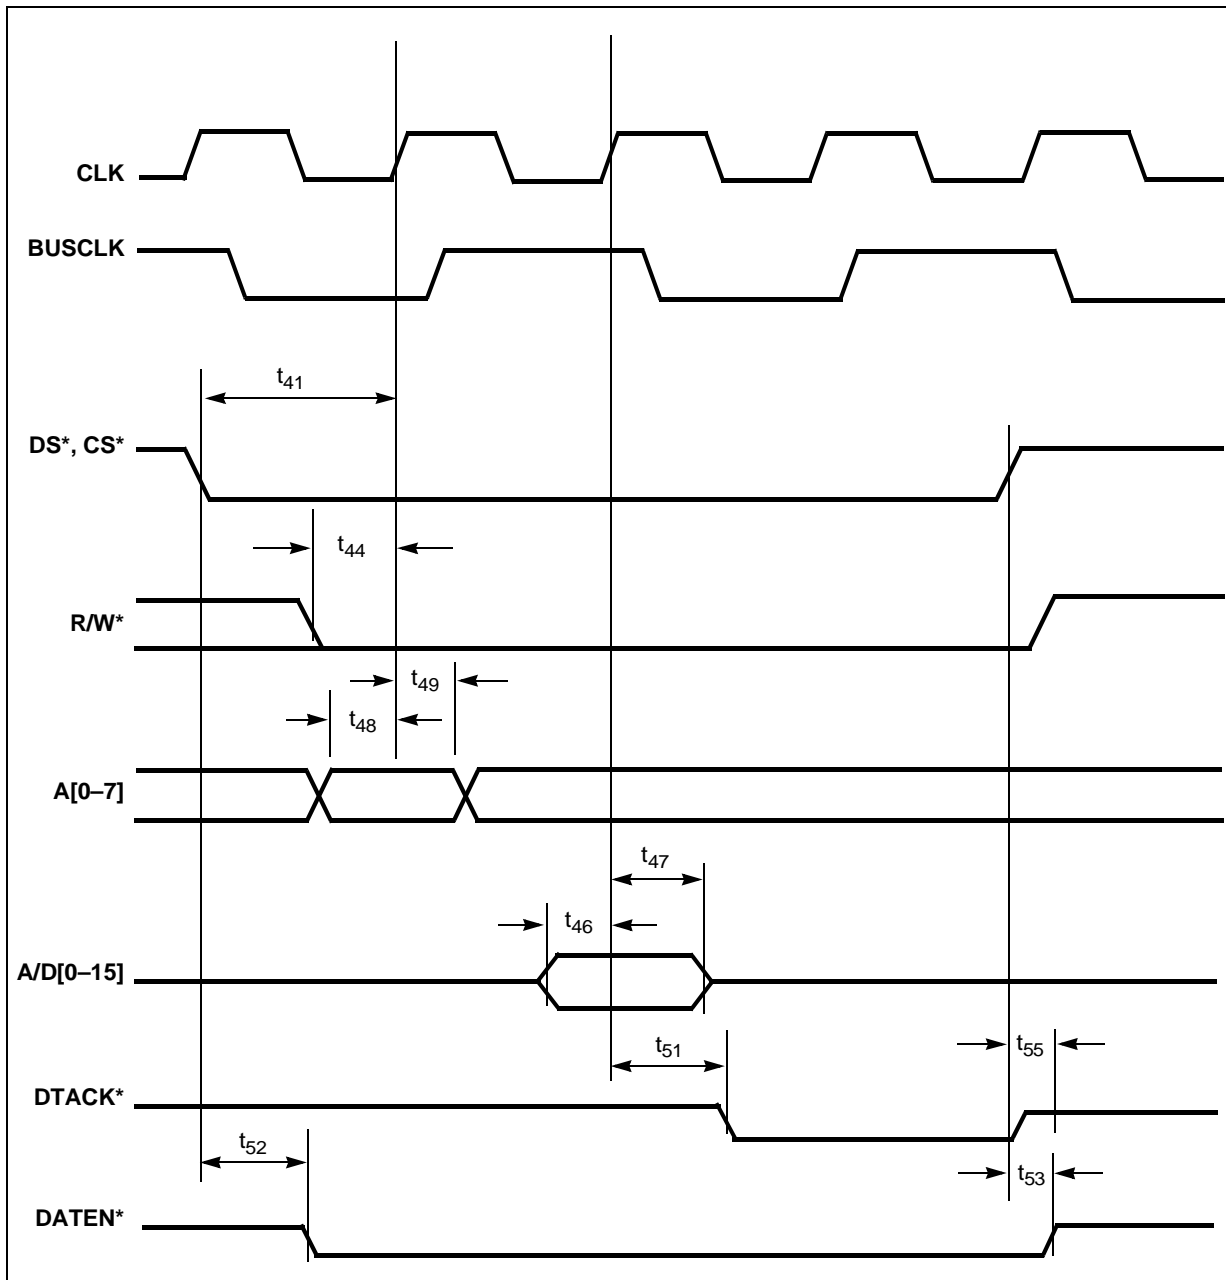 CLK
BUSCLK
t41
DS*, CS*
t44
R/W*
t49
t48
A[0–7]
t47
t46
A/D[0–15]
t51
t55
DTACK*
t52
t53
DATEN*